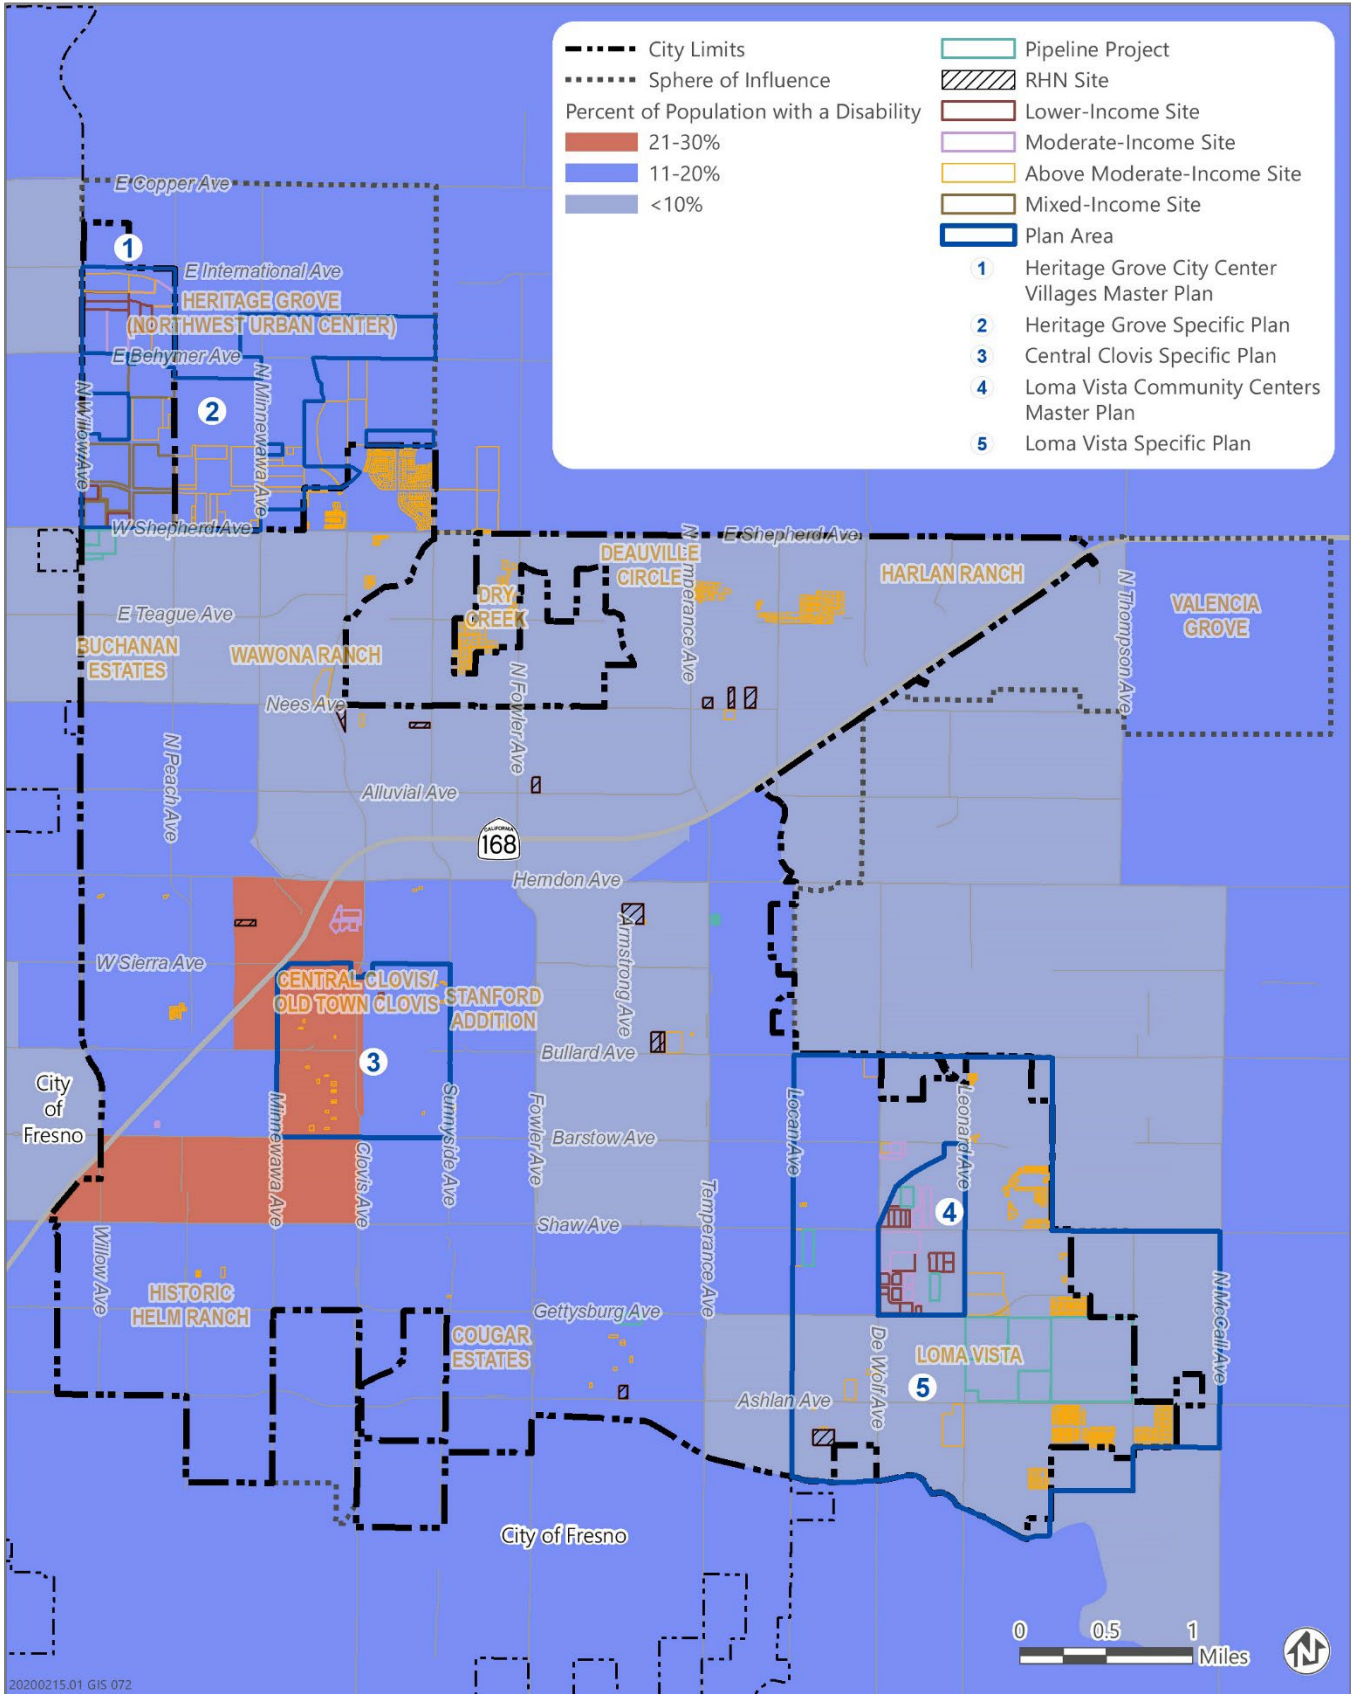 City Limits
Sphere of Influence
Percent of Population with a Disability
21-30%
11-20%
<10%
Pipeline Project
RHN Site
Lower-Income Site
Moderate-Income Site
Above Moderate-Income Site
Mixed-Income Site
Plan Area
1 Heritage Grove City Center
Villages Master Plan
2 Heritage Grove Specific Plan
3 Central Clovis Specific Plan
4 Loma Vista Community Centers
Master Plan
5 Loma Vista Specific Plan
E Copper Ave
1
E International Ave
HERITAGE GROVE
(NORTHWEST URBAN CENTER)
E Behymer Ave
N Willow Ave
2
N Minnewawa Ave
W Shepherd Ave
E Shepherd Ave
DEAUVILLE
CIRCLE
N Temperance Ave
HARLAN RANCH
N Thompson Ave
VALENCIA
GROVE
DRY
CREEK
E Teague Ave
BUCHANAN
ESTATES
WAWONA RANCH
Nees Ave
N Fowler Ave
N Peach Ave
Alluvial Ave
CALIFORNIA
168
Herndon Ave
Armstrong Ave
W Sierra Ave
CENTRAL CLOVIS/
OLD TOWN CLOVIS
STANFORD
ADDITION
3
Bullard Ave
City
of
Fresno
Minnewawa Ave
Clovis Ave
Sunnyside Ave
Fowler Ave
Barstow Ave
Locan Ave
Leonard Ave
Temperance Ave
4
Shaw Ave
Willow Ave
HISTORIC
HELM RANCH
Gettysburg Ave
COUGAR
ESTATES
De Wolf Ave
LOMA VISTA
N McCall Ave
5
Ashlan Ave
City of Fresno
0 0.5 1
Miles
N
20200215.01 GIS 072